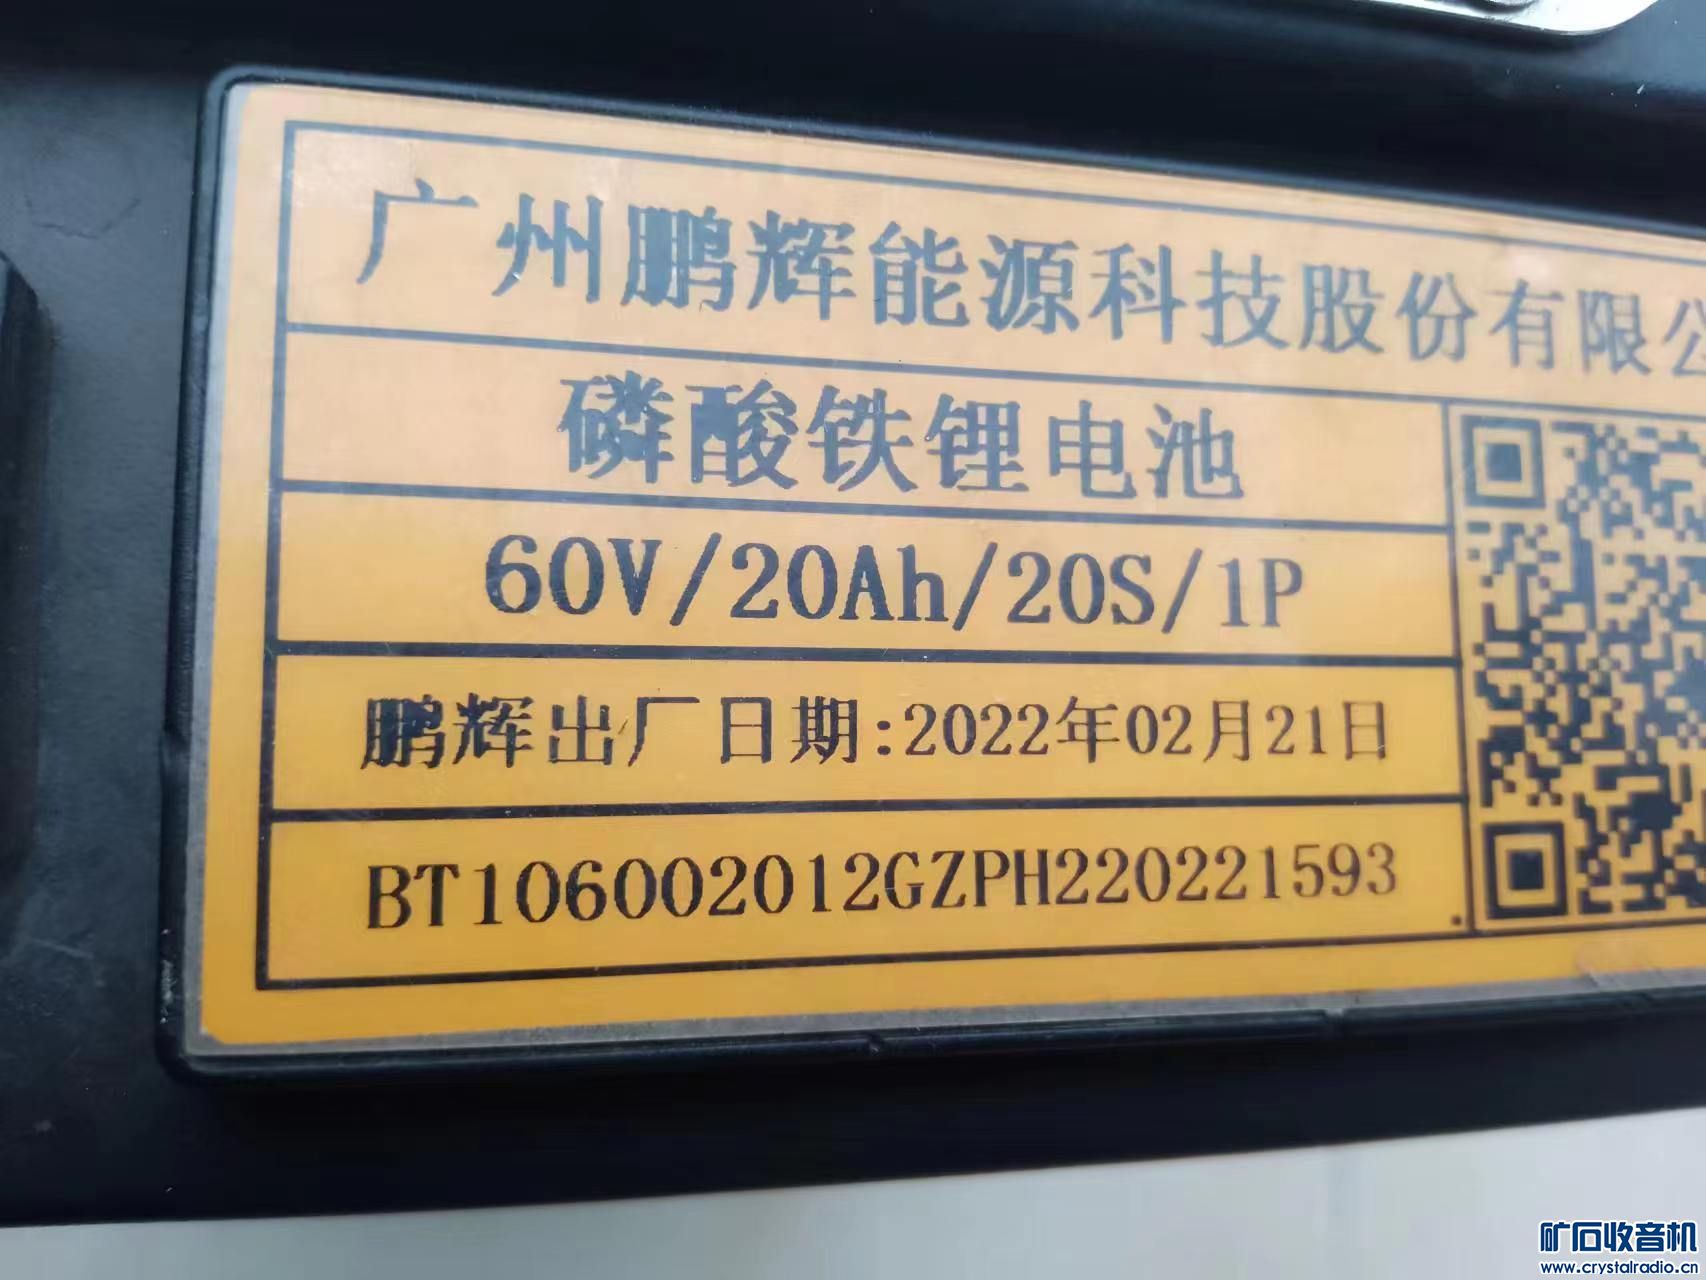 广州鹏辉能源科技股份有限公
磷酸铁锂电池
60V/20Ah/20S/1P
鹏辉出厂日期:2022年02月21日
BT106002012GZPH220221593
矿石收音机
www.crystalradio.cn